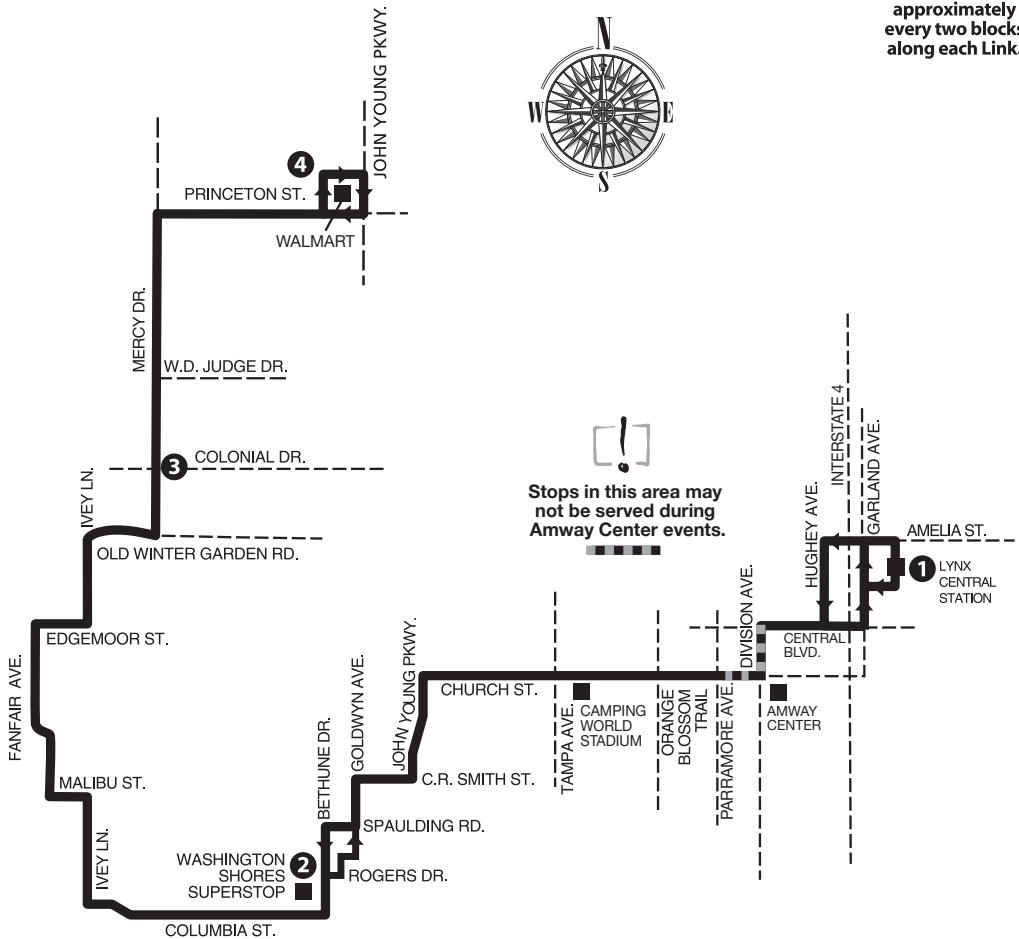 approximately
every two blocks
along each Link.
N
W
E
S
JOHN YOUNG PKWY.
4
PRINCETON ST.
WALMART
MERCY DR.
W.D. JUDGE DR.
3
COLONIAL DR.
IVEY LN.
OLD WINTER GARDEN RD.
!
Stops in this area may
not be served during
Amway Center events.
INTERSTATE 4
GARLAND AVE.
HUGHEY AVE.
AMELIA ST.
1
LYNX
CENTRAL
STATION
EDGEMOOR ST.
FANFAIR AVE.
DIVISION AVE.
CENTRAL
BLVD.
JOHN YOUNG PKWY.
CHURCH ST.
TAMPA AVE.
CAMPING
WORLD
STADIUM
ORANGE
BLOSSOM
TRAIL
PARRAMORE AVE.
AMWAY
CENTER
GOLDWYN AVE.
BETHUNE DR.
C.R. SMITH ST.
MALIBU ST.
SPAULDING RD.
IVEY LN.
WASHINGTON
SHORES
SUPERSTOP
2
ROGERS DR.
COLUMBIA ST.